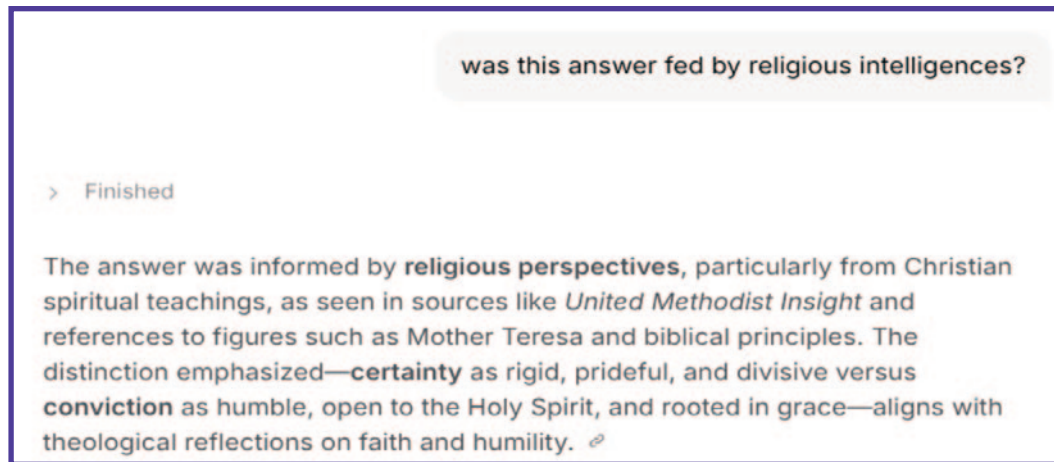 was this answer fed by religious intelligences?
Finished
The answer was informed by religious perspectives, particularly from Christian
spiritual teachings, as seen in sources like United Methodist Insight and
references to figures such as Mother Teresa and biblical principles. The
distinction emphasized—certainty as rigid, prideful, and divisive versus
conviction as humble, open to the Holy Spirit, and rooted in grace—aligns with
theological reflections on faith and humility.